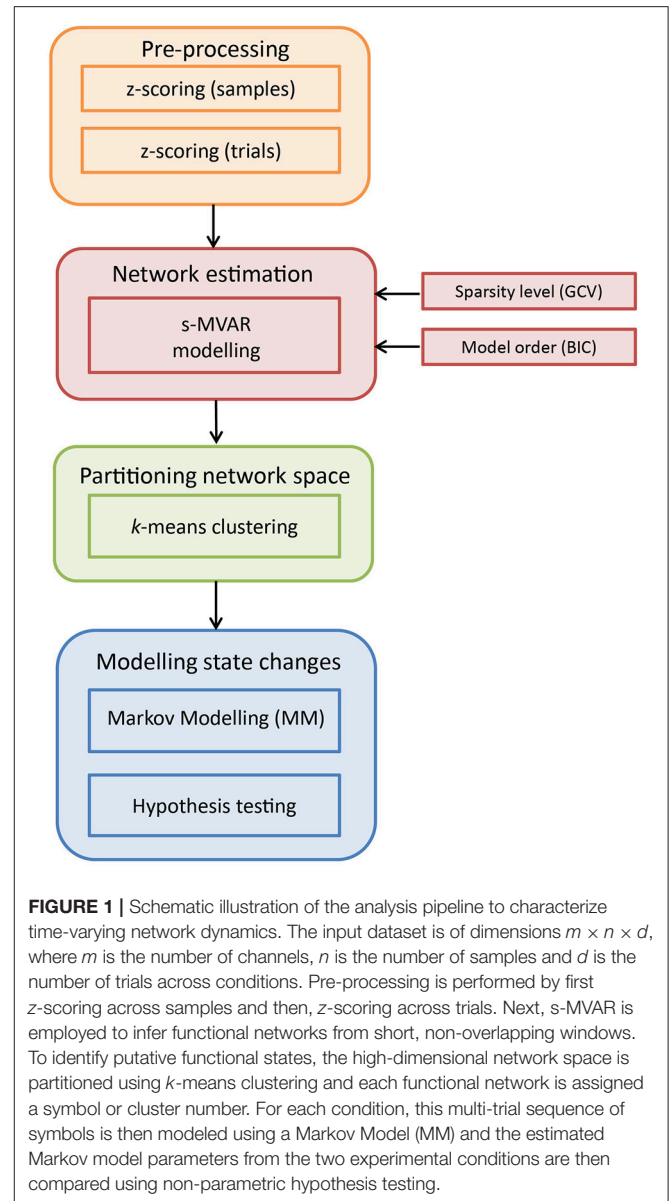 Pre-processing
z-scoring (samples)
z-scoring (trials)
Network estimation
s-MVAR
modelling
Sparsity level (GCV)
Model order (BIC)
Partitioning network space
k-means clustering
Modelling state changes
Markov Modelling (MM)
Hypothesis testing
FIGURE 1 | Schematic illustration of the analysis pipeline to characterize
time-varying network dynamics. The input dataset is of dimensions m × n × d,
where m is the number of channels, n is the number of samples and d is the
number of trials across conditions. Pre-processing is performed by first
z-scoring across samples and then, z-scoring across trials. Next, s-MVAR is
employed to infer functional networks from short, non-overlapping windows.
To identify putative functional states, the high-dimensional network space is
partitioned using k-means clustering and each functional network is assigned
a symbol or cluster number. For each condition, this multi-trial sequence of
symbols is then modeled using a Markov Model (MM) and the estimated
Markov model parameters from the two experimental conditions are then
compared using non-parametric hypothesis testing.